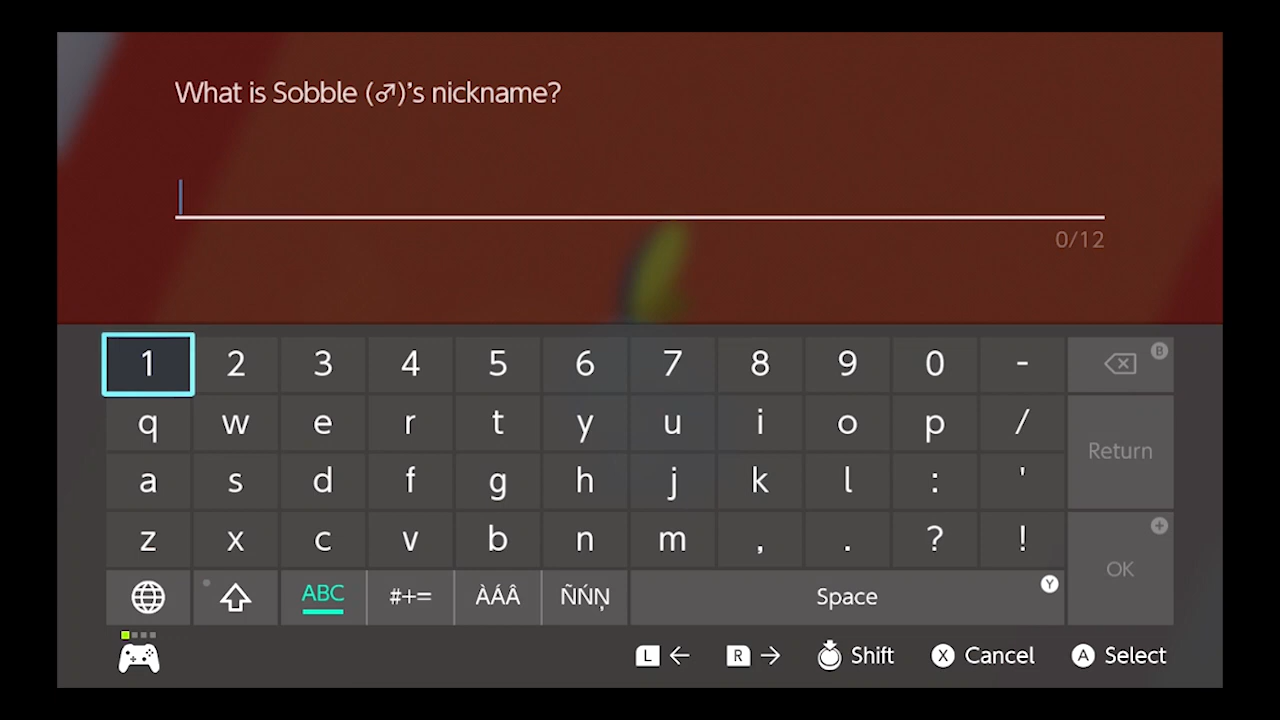 What is Sobble (♂)'s nickname?
0/12
1 2 3 4 5 6 7 8 9 0 - B
q w e r t y u i o p / Return
a s d f g h j k l : '
z x c v b n m , . ? ! + OK
ABC #+= ÀÁÂ ÑŃŅ Space Y
L ← R → Shift X Cancel A Select